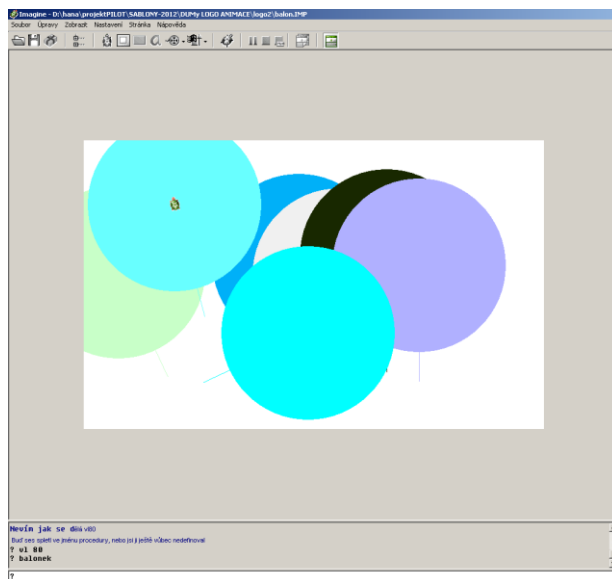 Imagine - D:\hana\projektPILOT\SABLONY-2012\DUMy LOGO ANIMACE\logo2\balon.IMP
Soubor Úpravy Zobrazit Nastavení Stránka Nápověda
Nevím jak se dělá v80
Buď ses spletl ve jménu procedury, nebo jsi ji ještě vůbec nedefinoval
? vl 80
? balonek
?